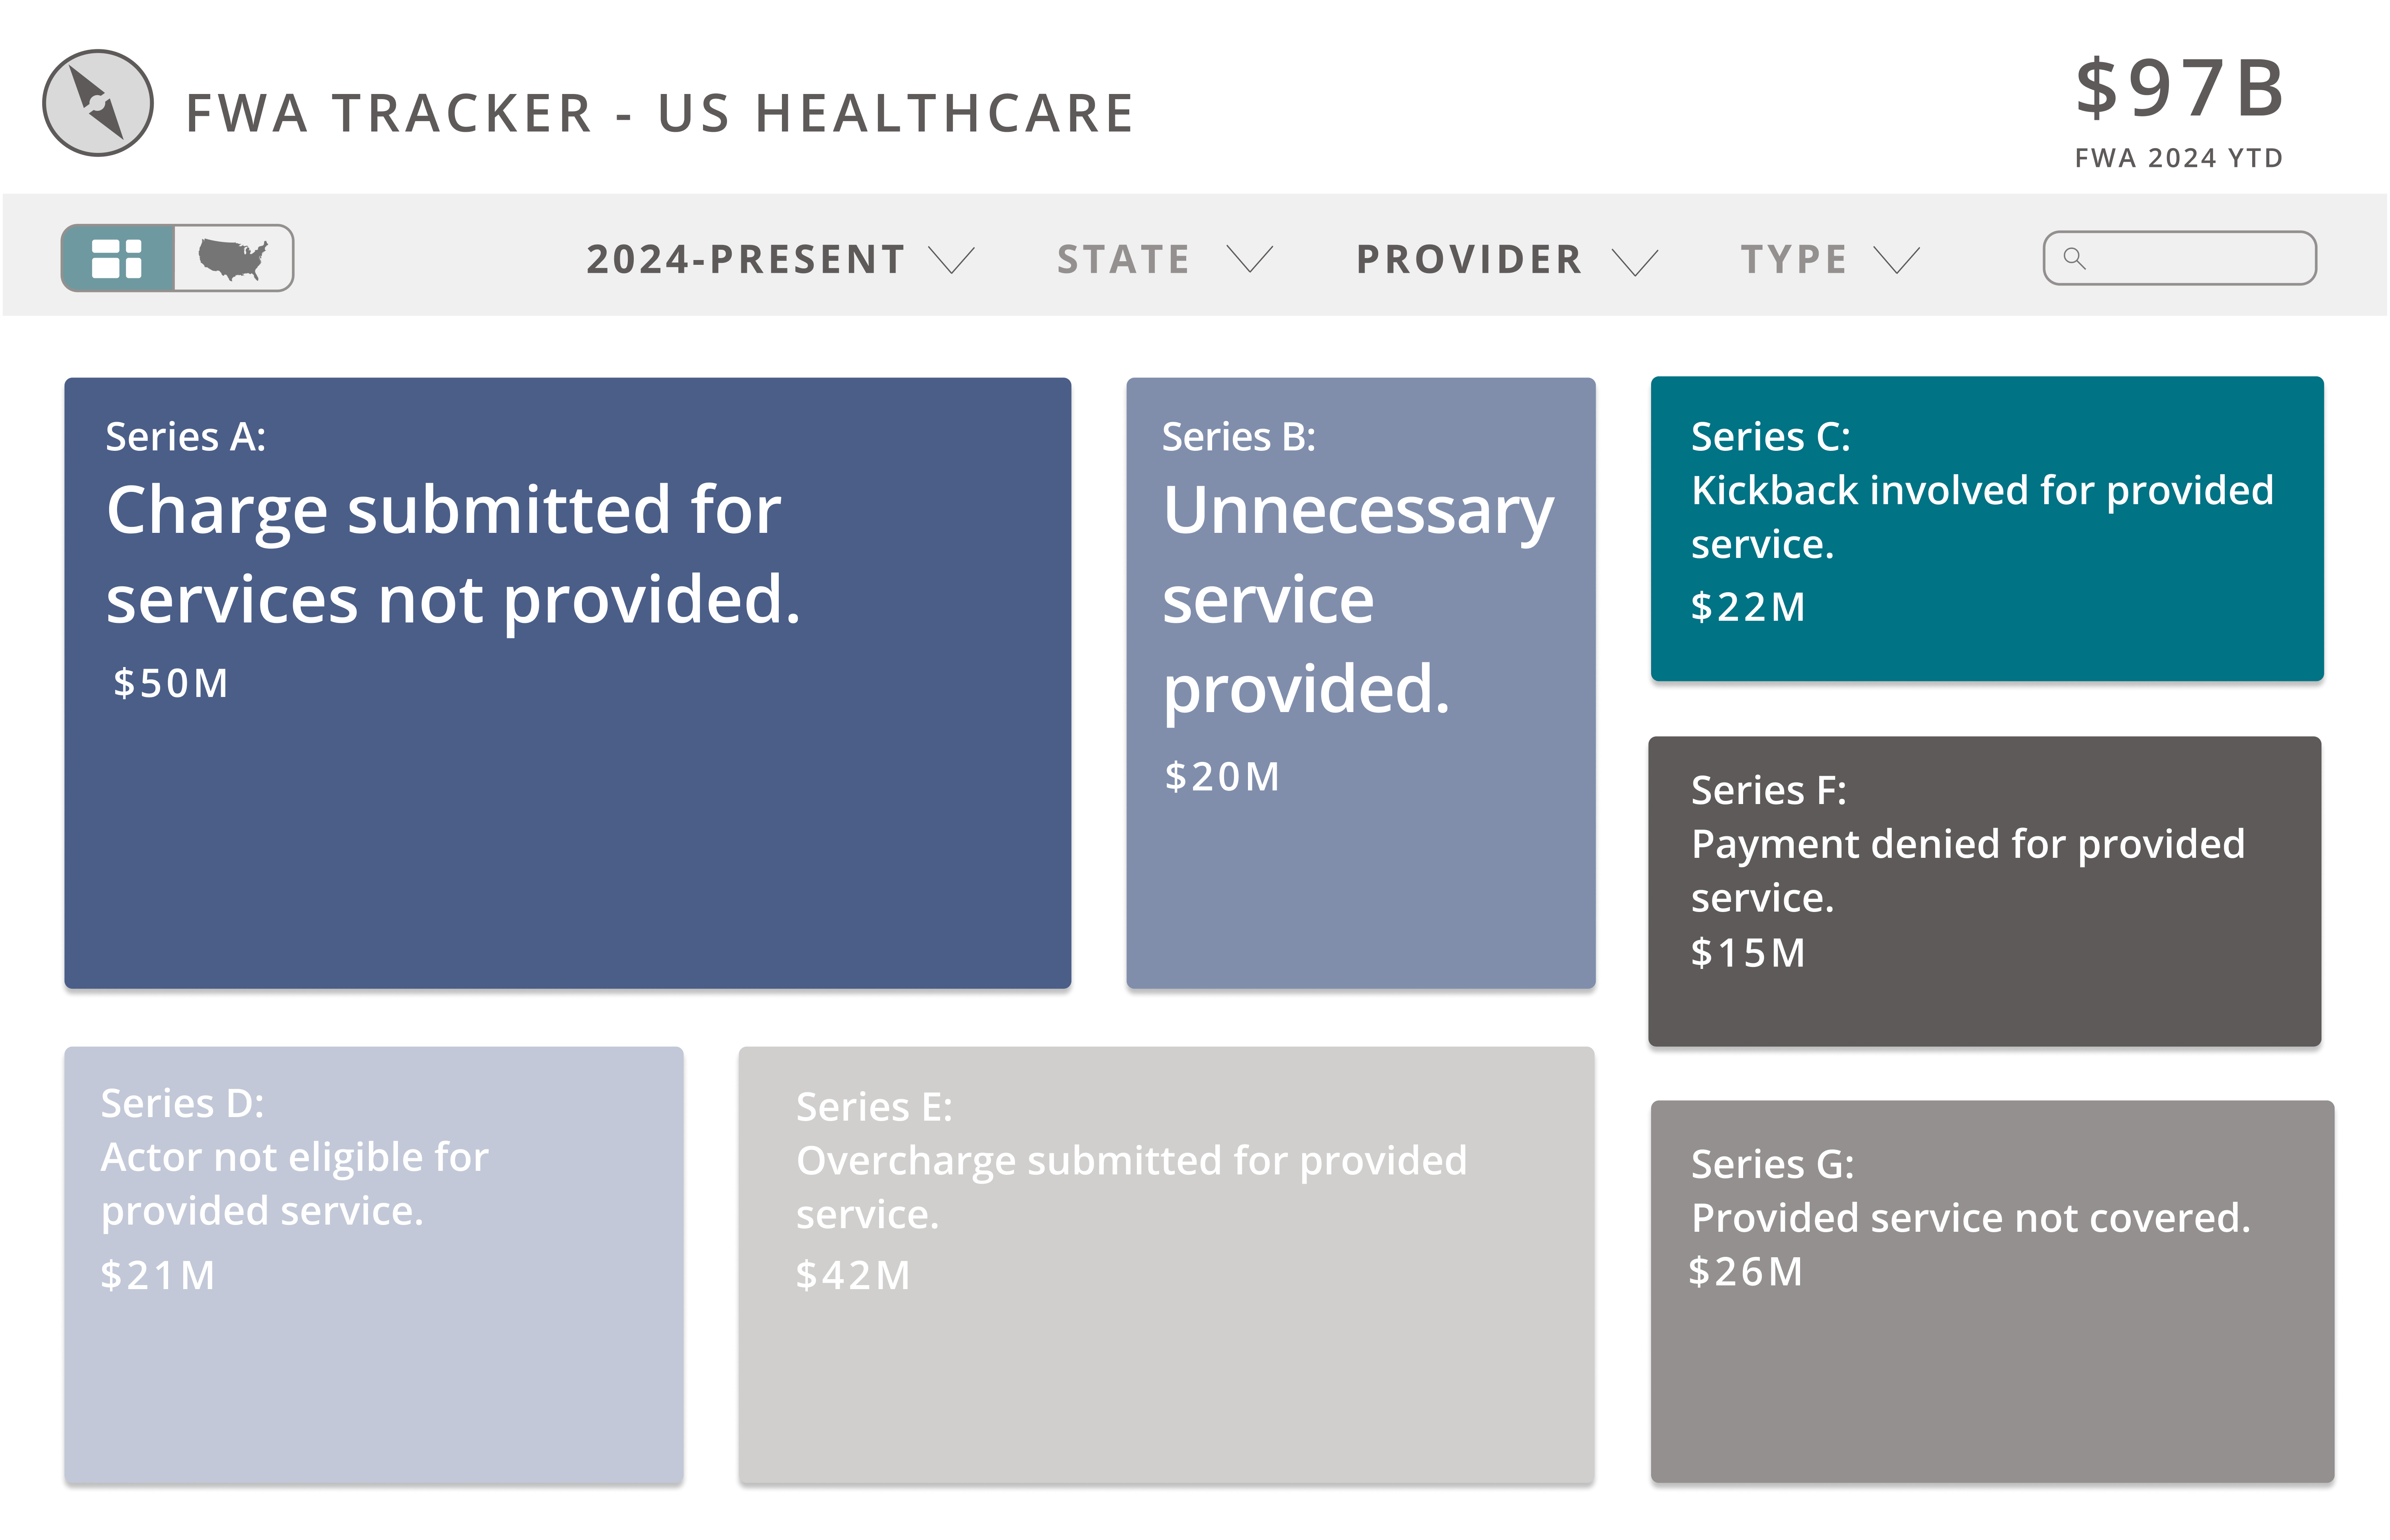 FWA TRACKER - US HEALTHCARE
$97B
FWA 2024 YTD
2024-PRESENT
STATE
PROVIDER
TYPE
Series A:
Charge submitted for
services not provided.
$50M
Series B:
Unnecessary
service
provided.
$20M
Series C:
Kickback involved for provided
service.
$22M
Series F:
Payment denied for provided
service.
$15M
Series D:
Actor not eligible for
provided service.
$21M
Series E:
Overcharge submitted for provided
service.
$42M
Series G:
Provided service not covered.
$26M